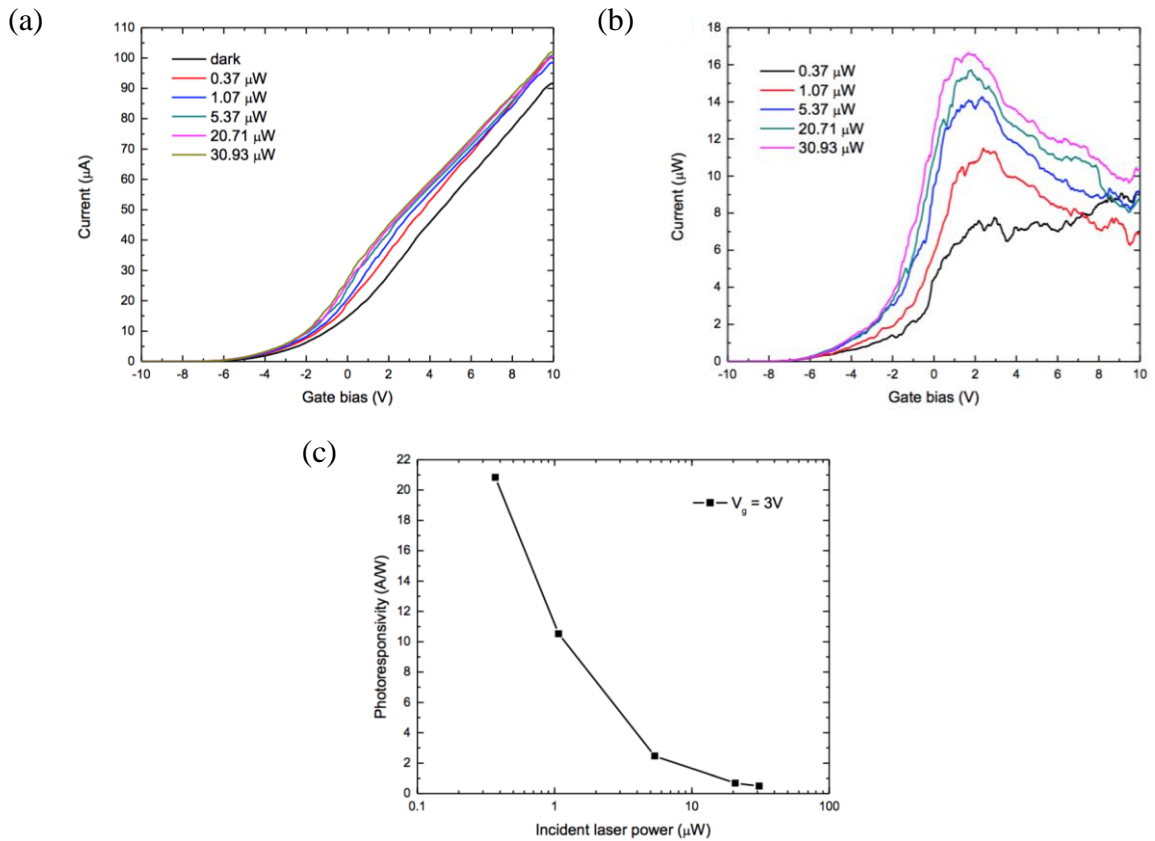 (a)
110
100
90
80
70
60
50
40
30
20
10
0
Current (μA)
dark
0.37 μW
1.07 μW
5.37 μW
20.71 μW
30.93 μW
-10 -8 -6 -4 -2 0 2 4 6 8 10
Gate bias (V)
(b)
18
16
14
12
10
8
6
4
2
0
Current (μW)
0.37 μW
1.07 μW
5.37 μW
20.71 μW
30.93 μW
-10 -8 -6 -4 -2 0 2 4 6 8 10
Gate bias (V)
(c)
22
20
18
16
14
12
10
8
6
4
2
0
Photoresponsivity (A/W)
Vg = 3V
0.1 1 10 100
Incident laser power (μW)